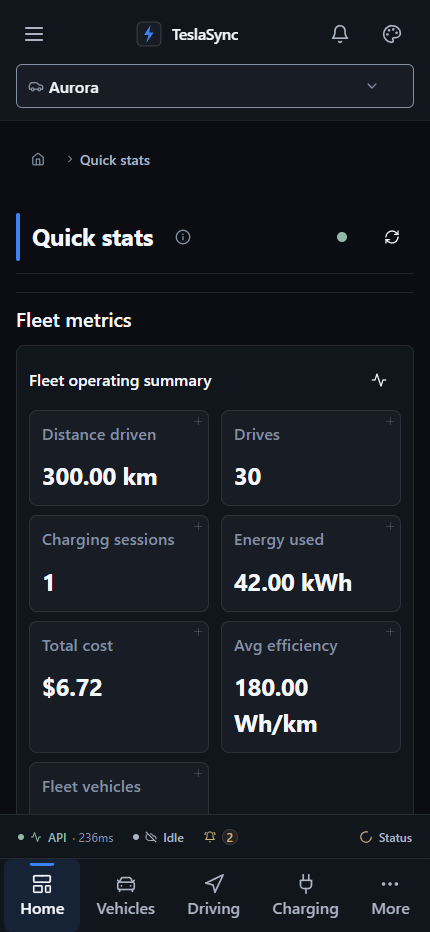 TeslaSync
Aurora
Quick stats
Quick stats
Fleet metrics
Fleet operating summary
Distance driven
300.00 km
Drives
30
Charging sessions
1
Energy used
42.00 kWh
Total cost
$6.72
Avg efficiency
180.00
Wh/km
Fleet vehicles
API · 236ms
Idle
2
Status
Home
Vehicles
Driving
Charging
More